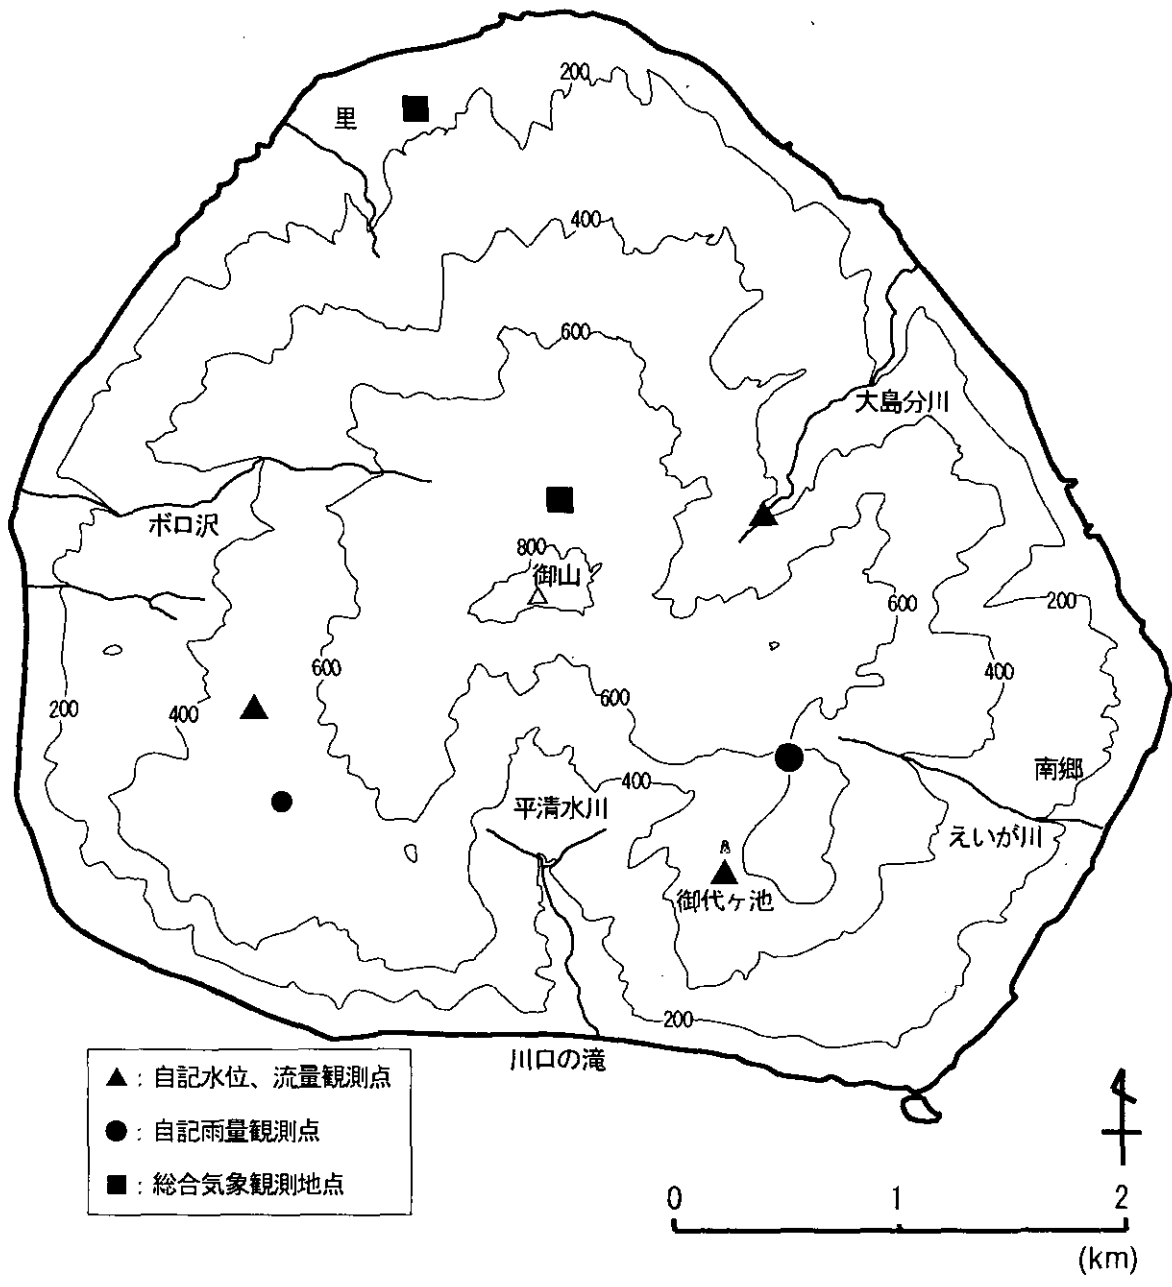 200
里
400
600
大島分川
ボロ沢
800
御山
600
200
600
400
200
400
600
400
南郷
平清水川
えいが川
御代ヶ池
200
川口の滝
▲：自記水位、流量観測点
●：自記雨量観測点
■：総合気象観測地点
0 1 2
(km)